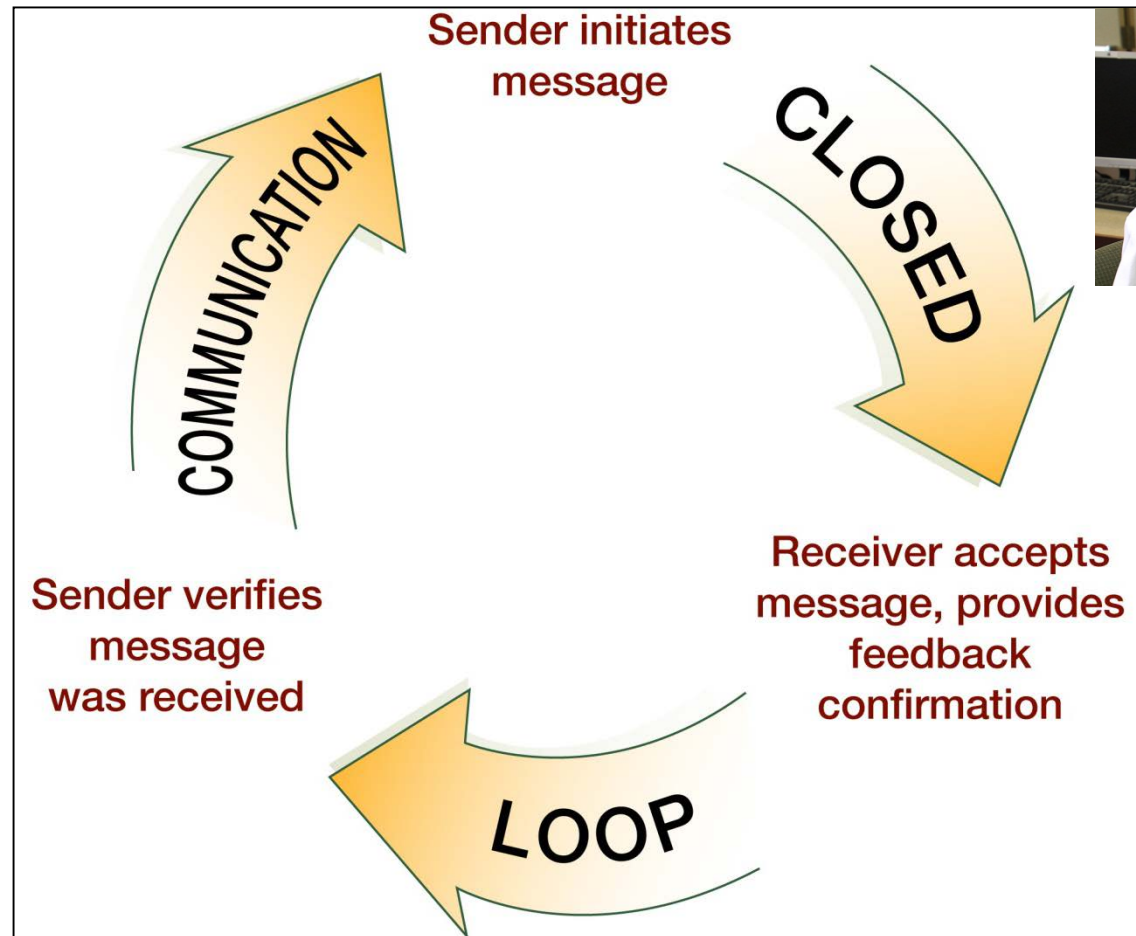 Sender initiates
message
CLOSED
Receiver accepts
message, provides
feedback
confirmation
LOOP
Sender verifies
message
was received
COMMUNICATION